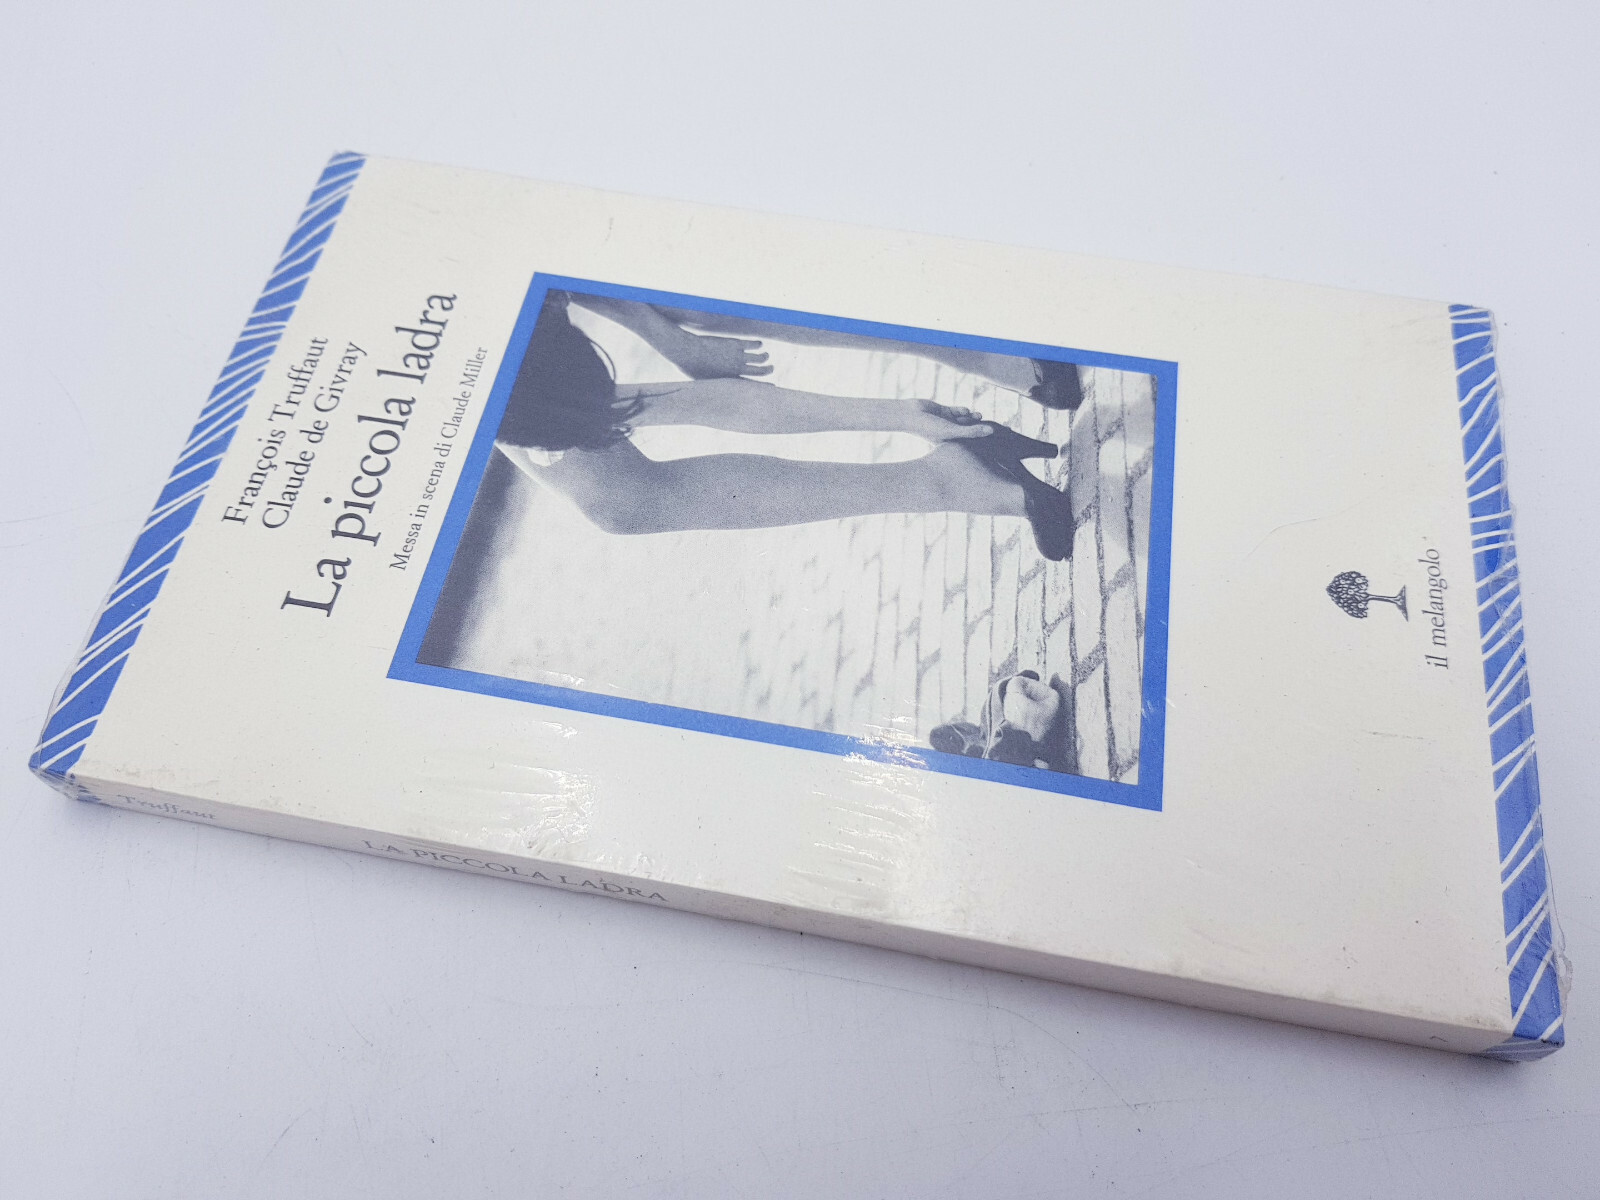 François Truffaut
Claude de Givray
La piccola ladra
Messa in scena di Claude Miller
il melangolo
Truffaut
LA PICCOLA LADRA